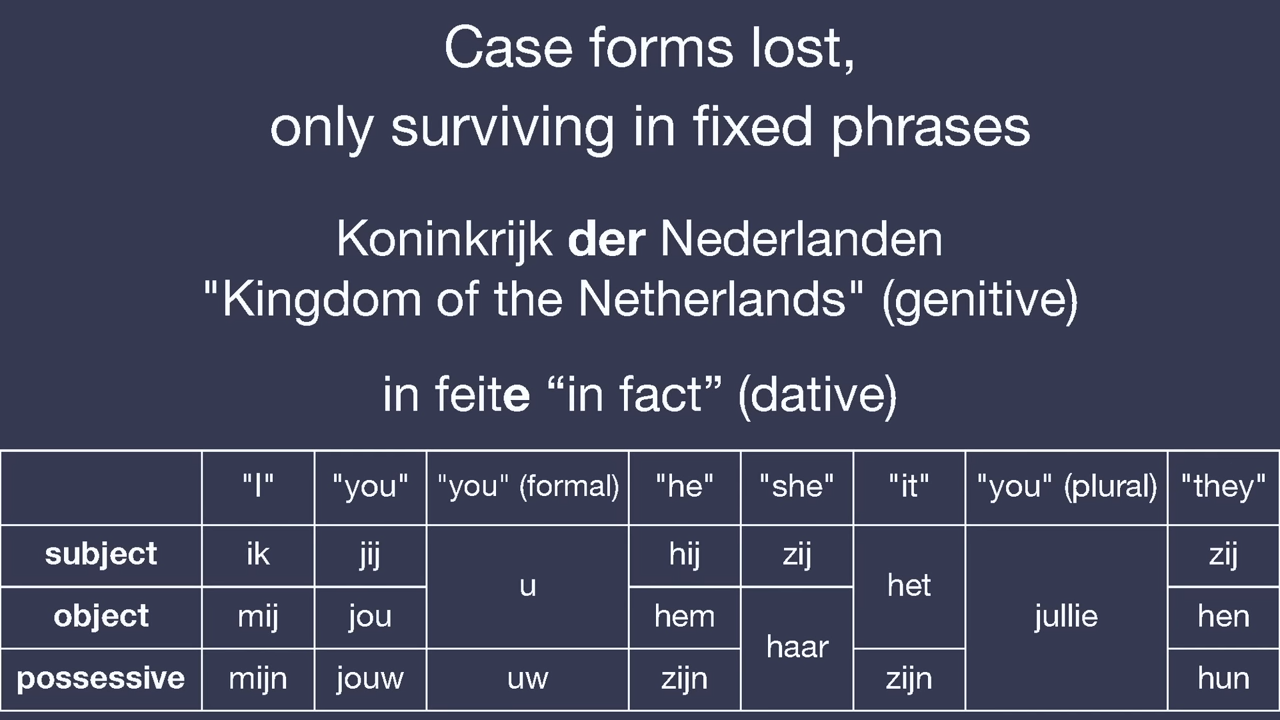 Case forms lost,
only surviving in fixed phrases
Koninkrijk der Nederlanden
"Kingdom of the Netherlands" (genitive)
in feite “in fact” (dative)
"I" "you" "you" (formal) "he" "she" "it" "you" (plural) "they"
subject ik jij u hij zij het jullie zij
object mij jou hem haar hen
possessive mijn jouw uw zijn zijn hun